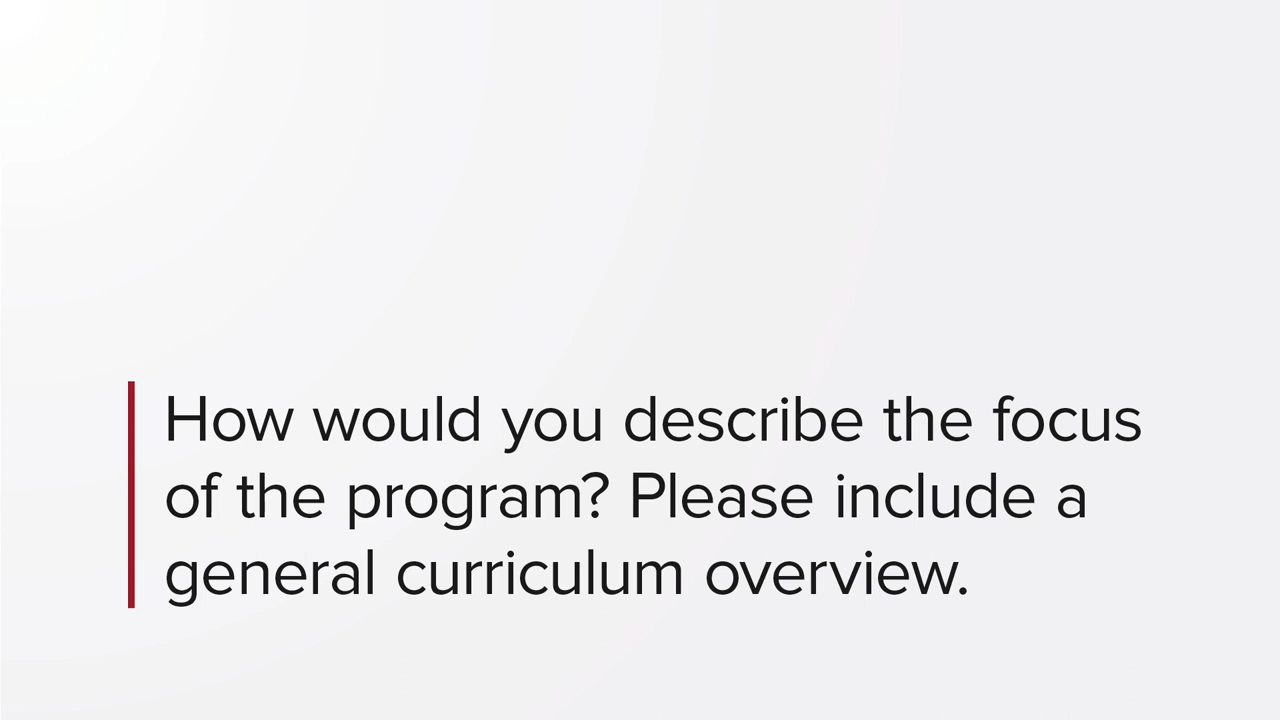 How would you describe the focus
of the program? Please include a
general curriculum overview.